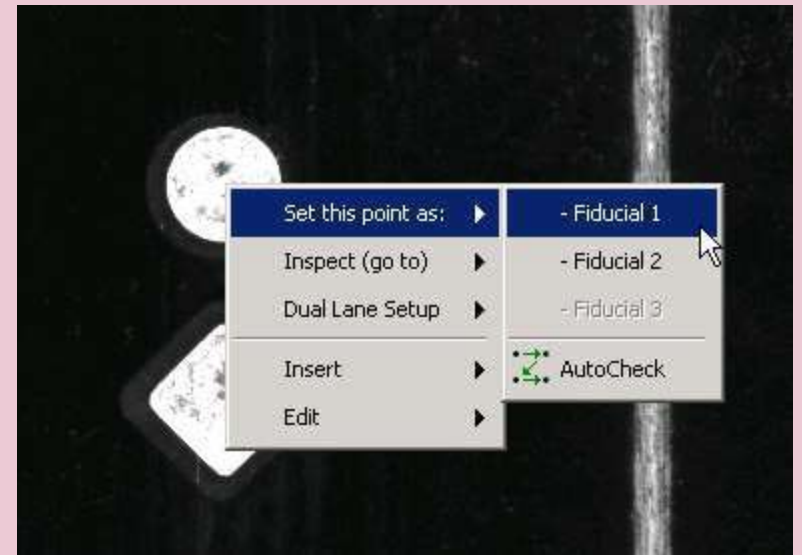 Set this point as:
Inspect (go to)
Dual Lane Setup
Insert
Edit
- Fiducial 1
- Fiducial 2
- Fiducial 3
AutoCheck